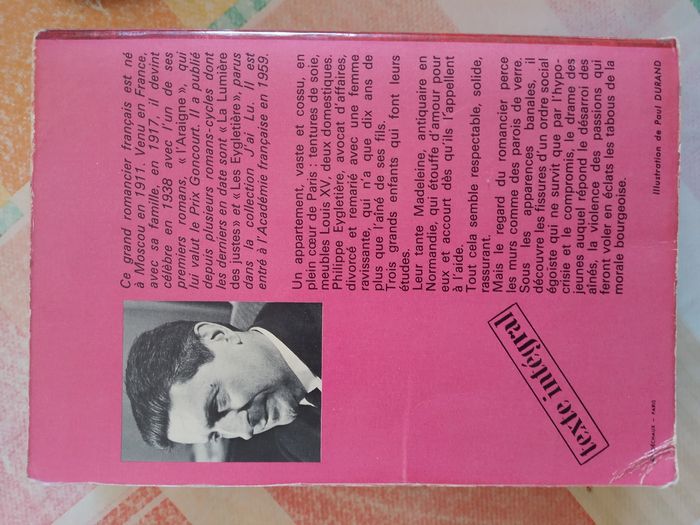 Ce grand romancier français est né
à Moscou en 1911. Venu en France,
avec sa famille, en 1917, il devint
célèbre en 1938 avec l'un de ses
premiers romans, « l'Araigne », qui
lui valut le Prix Goncourt. Il a publié
depuis plusieurs romans-cycles dont
les derniers en date sont « La Lumière
des justes » et « Les Eygletière », parus
dans la collection J'ai Lu. Il est
entré à l'Académie française en 1959.
Un appartement, vaste et cossu, en
plein cœur de Paris : tentures de soie,
meubles Louis XV, deux domestiques.
Philippe Eygletière, avocat d'affaires,
divorcé et remarié avec une femme
ravissante, qui n'a que dix ans de
plus que l'aîné de ses fils.
Trois grands enfants qui font leurs
études.
Leur tante Madeleine, antiquaire en
Normandie, qui étouffe d'amour pour
eux et accourt dès qu'ils l'appellent
à l'aide.
Tout cela semble respectable, solide,
rassurant.
Mais le regard du romancier perce
les murs comme des parois de verre.
Sous les apparences banales, il
découvre les fissures d'un ordre social
égoïste qui ne survit que par l'hypo-
crisie et le compromis, le drame des
jeunes auquel répond le désarroi des
aînés, la violence des passions qui
feront voler en éclats les tabous de la
morale bourgeoise.
texte intégral
Illustration de Paul DURAND
DÉCHAUX - PARIS